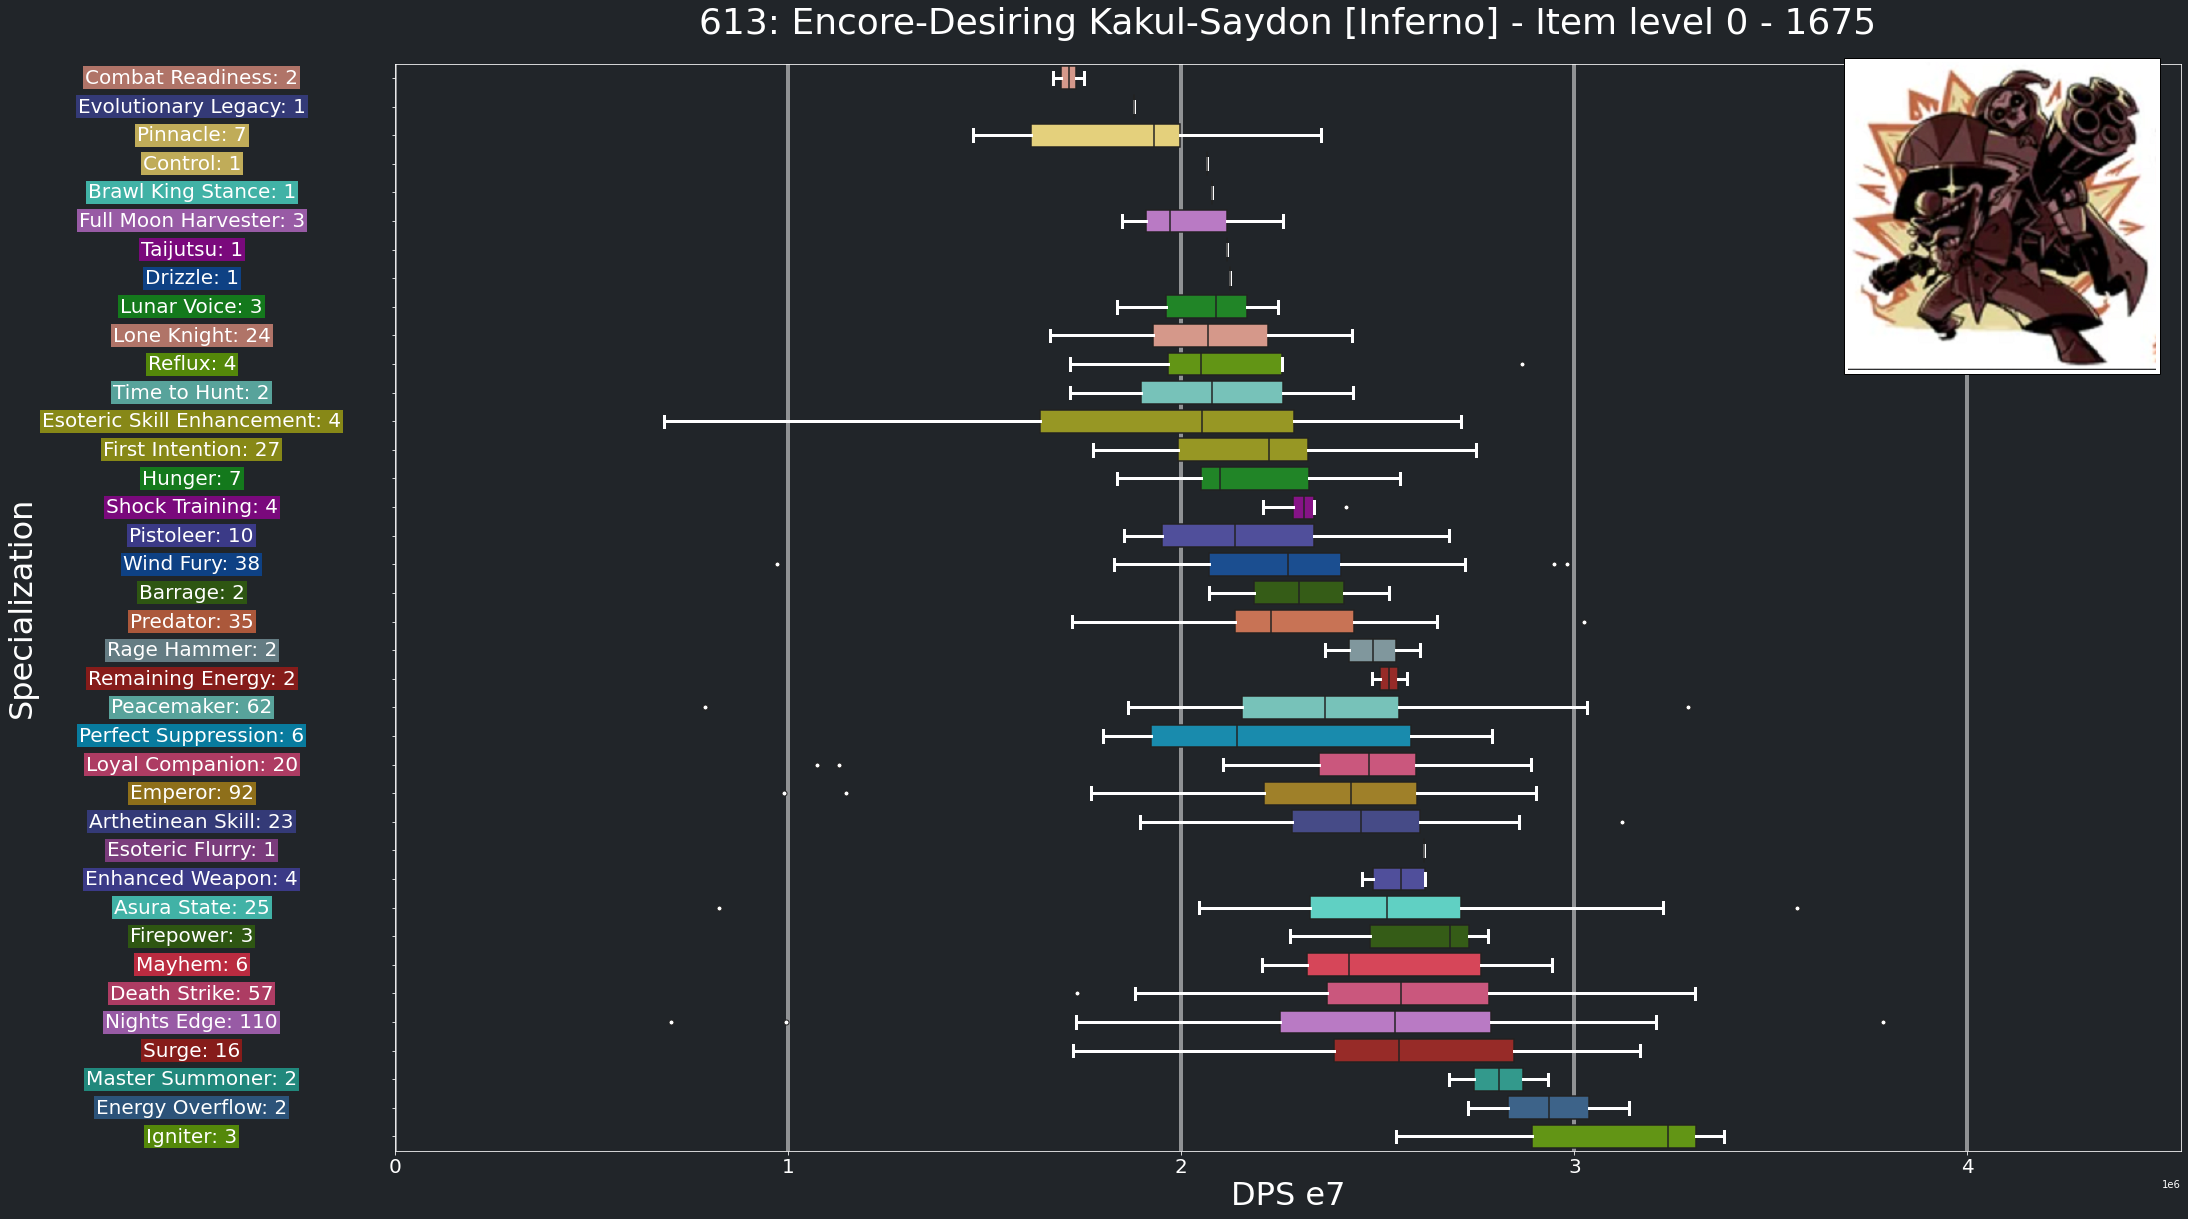 613: Encore-Desiring Kakul-Saydon [Inferno] - Item level 0 - 1675
Specialization
Combat Readiness: 2
Evolutionary Legacy: 1
Pinnacle: 7
Control: 1
Brawl King Stance: 1
Full Moon Harvester: 3
Taijutsu: 1
Drizzle: 1
Lunar Voice: 3
Lone Knight: 24
Reflux: 4
Time to Hunt: 2
Esoteric Skill Enhancement: 4
First Intention: 27
Hunger: 7
Shock Training: 4
Pistoleer: 10
Wind Fury: 38
Barrage: 2
Predator: 35
Rage Hammer: 2
Remaining Energy: 2
Peacemaker: 62
Perfect Suppression: 6
Loyal Companion: 20
Emperor: 92
Arthetinean Skill: 23
Esoteric Flurry: 1
Enhanced Weapon: 4
Asura State: 25
Firepower: 3
Mayhem: 6
Death Strike: 57
Nights Edge: 110
Surge: 16
Master Summoner: 2
Energy Overflow: 2
Igniter: 3
0 1 2 3 4
1e6
DPS e7